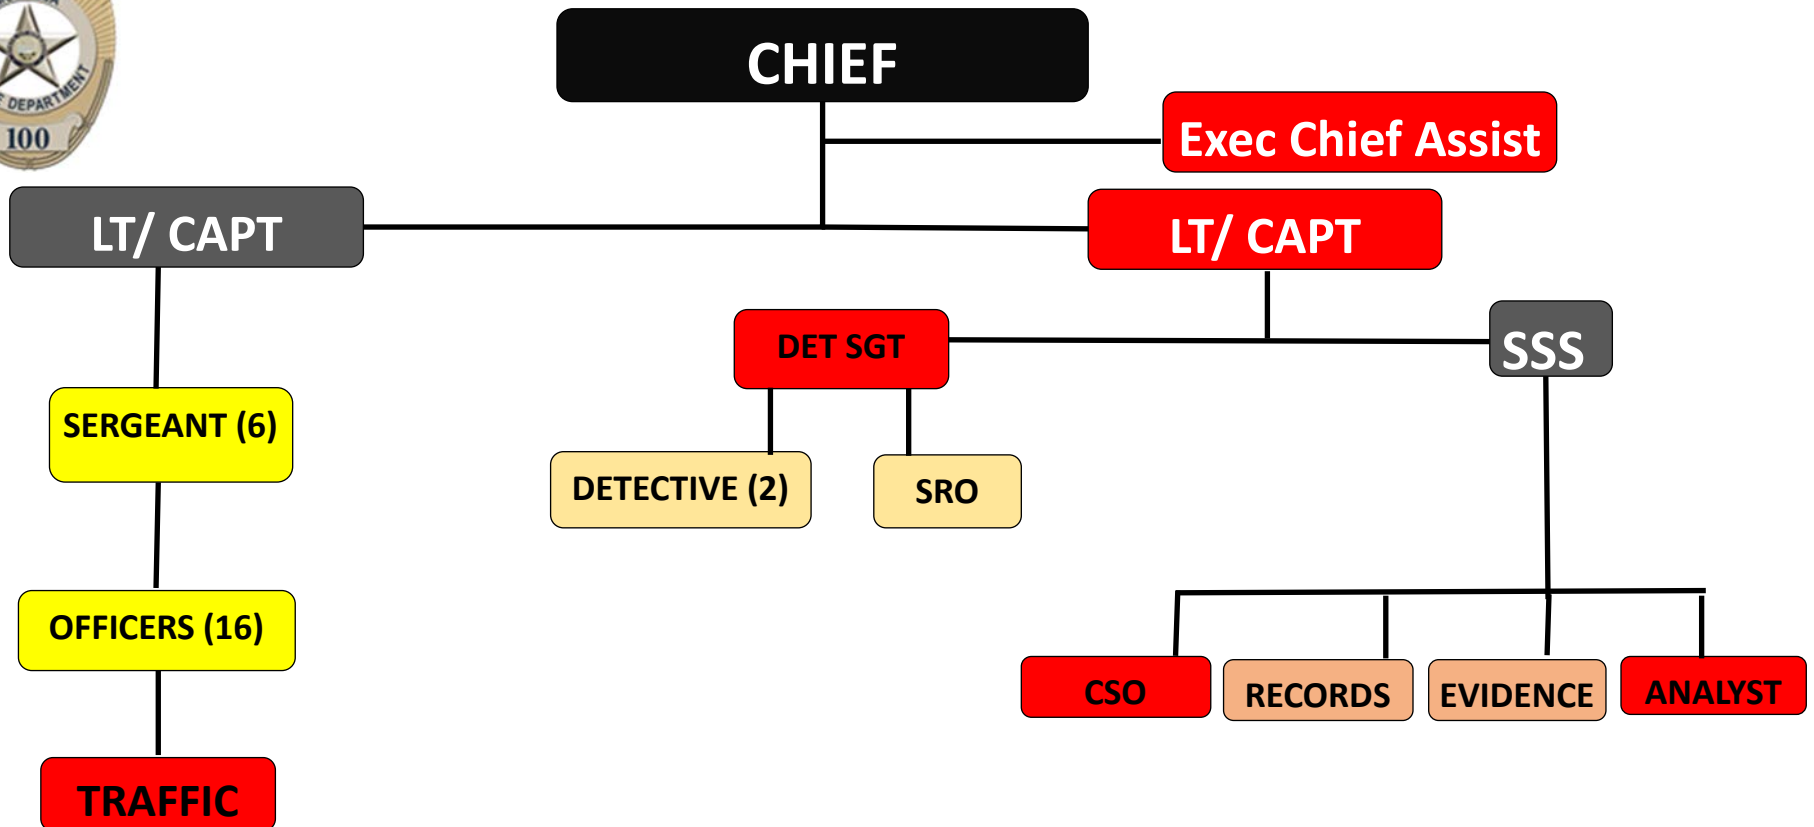 DEPARTMENT
100
CHIEF
Exec Chief Assist
LT/ CAPT
LT/ CAPT
DET SGT
SSS
SERGEANT (6)
DETECTIVE (2)
SRO
OFFICERS (16)
CSO
RECORDS
EVIDENCE
ANALYST
TRAFFIC